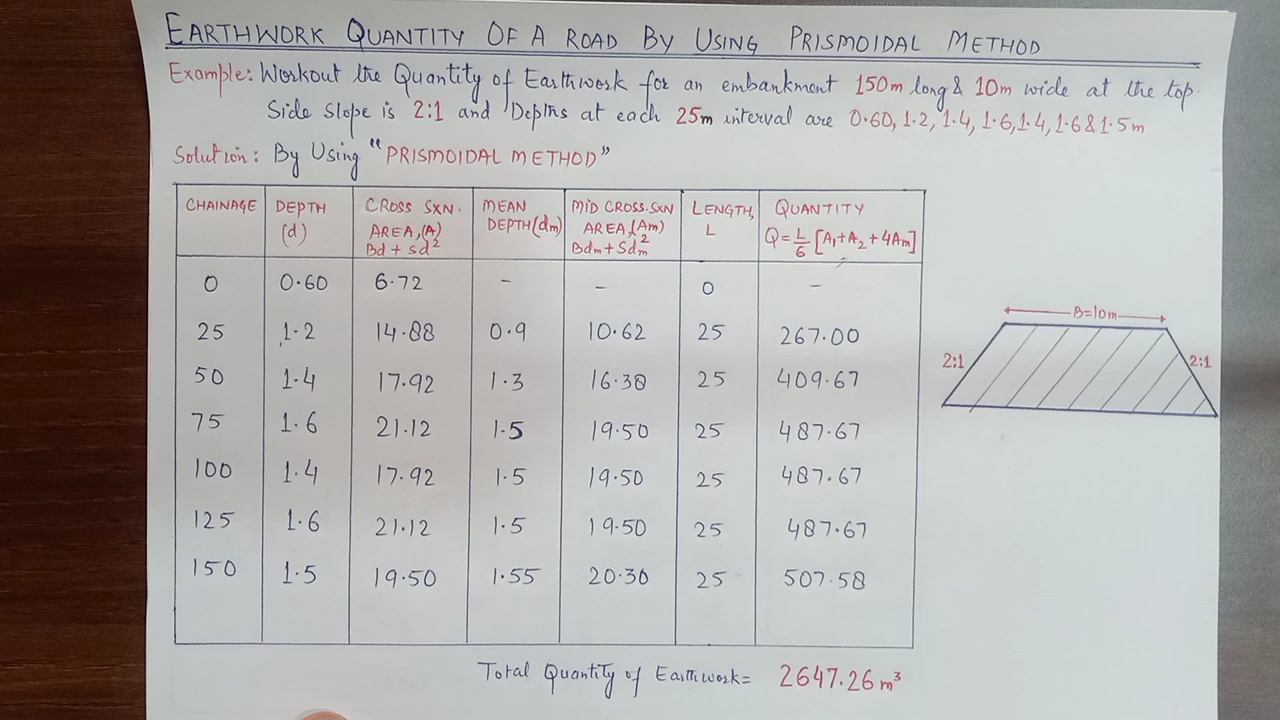 EARTHWORK QUANTITY OF A ROAD BY USING PRISMOIDAL METHOD
Example: Workout the Quantity of Earthwork for an embankment 150m long & 10m wide at the top.
Side Slope is 2:1 and Depths at each 25m interval are 0.60, 1.2, 1.4, 1.6, 1.4, 1.6 & 1.5m
Solution: By Using "PRISMOIDAL METHOD"
CHAINAGE DEPTH (d) CROSS SXN. AREA, (A) Bd + Sd² MEAN DEPTH (dm) MID CROSS. SXN AREA, (Am) Bdm + Sdm² LENGTH, L QUANTITY Q = L/6 [A₁ + A₂ + 4Am]
0 0.60 6.72 - - 0 -
25 1.2 14.88 0.9 10.62 25 267.00
50 1.4 17.92 1.3 16.38 25 409.67
75 1.6 21.12 1.5 19.50 25 487.67
100 1.4 17.92 1.5 19.50 25 487.67
125 1.6 21.12 1.5 19.50 25 487.67
150 1.5 19.50 1.55 20.30 25 507.58
Total Quantity of Earthwork = 2647.26 m³
B=10m
2:1 2:1